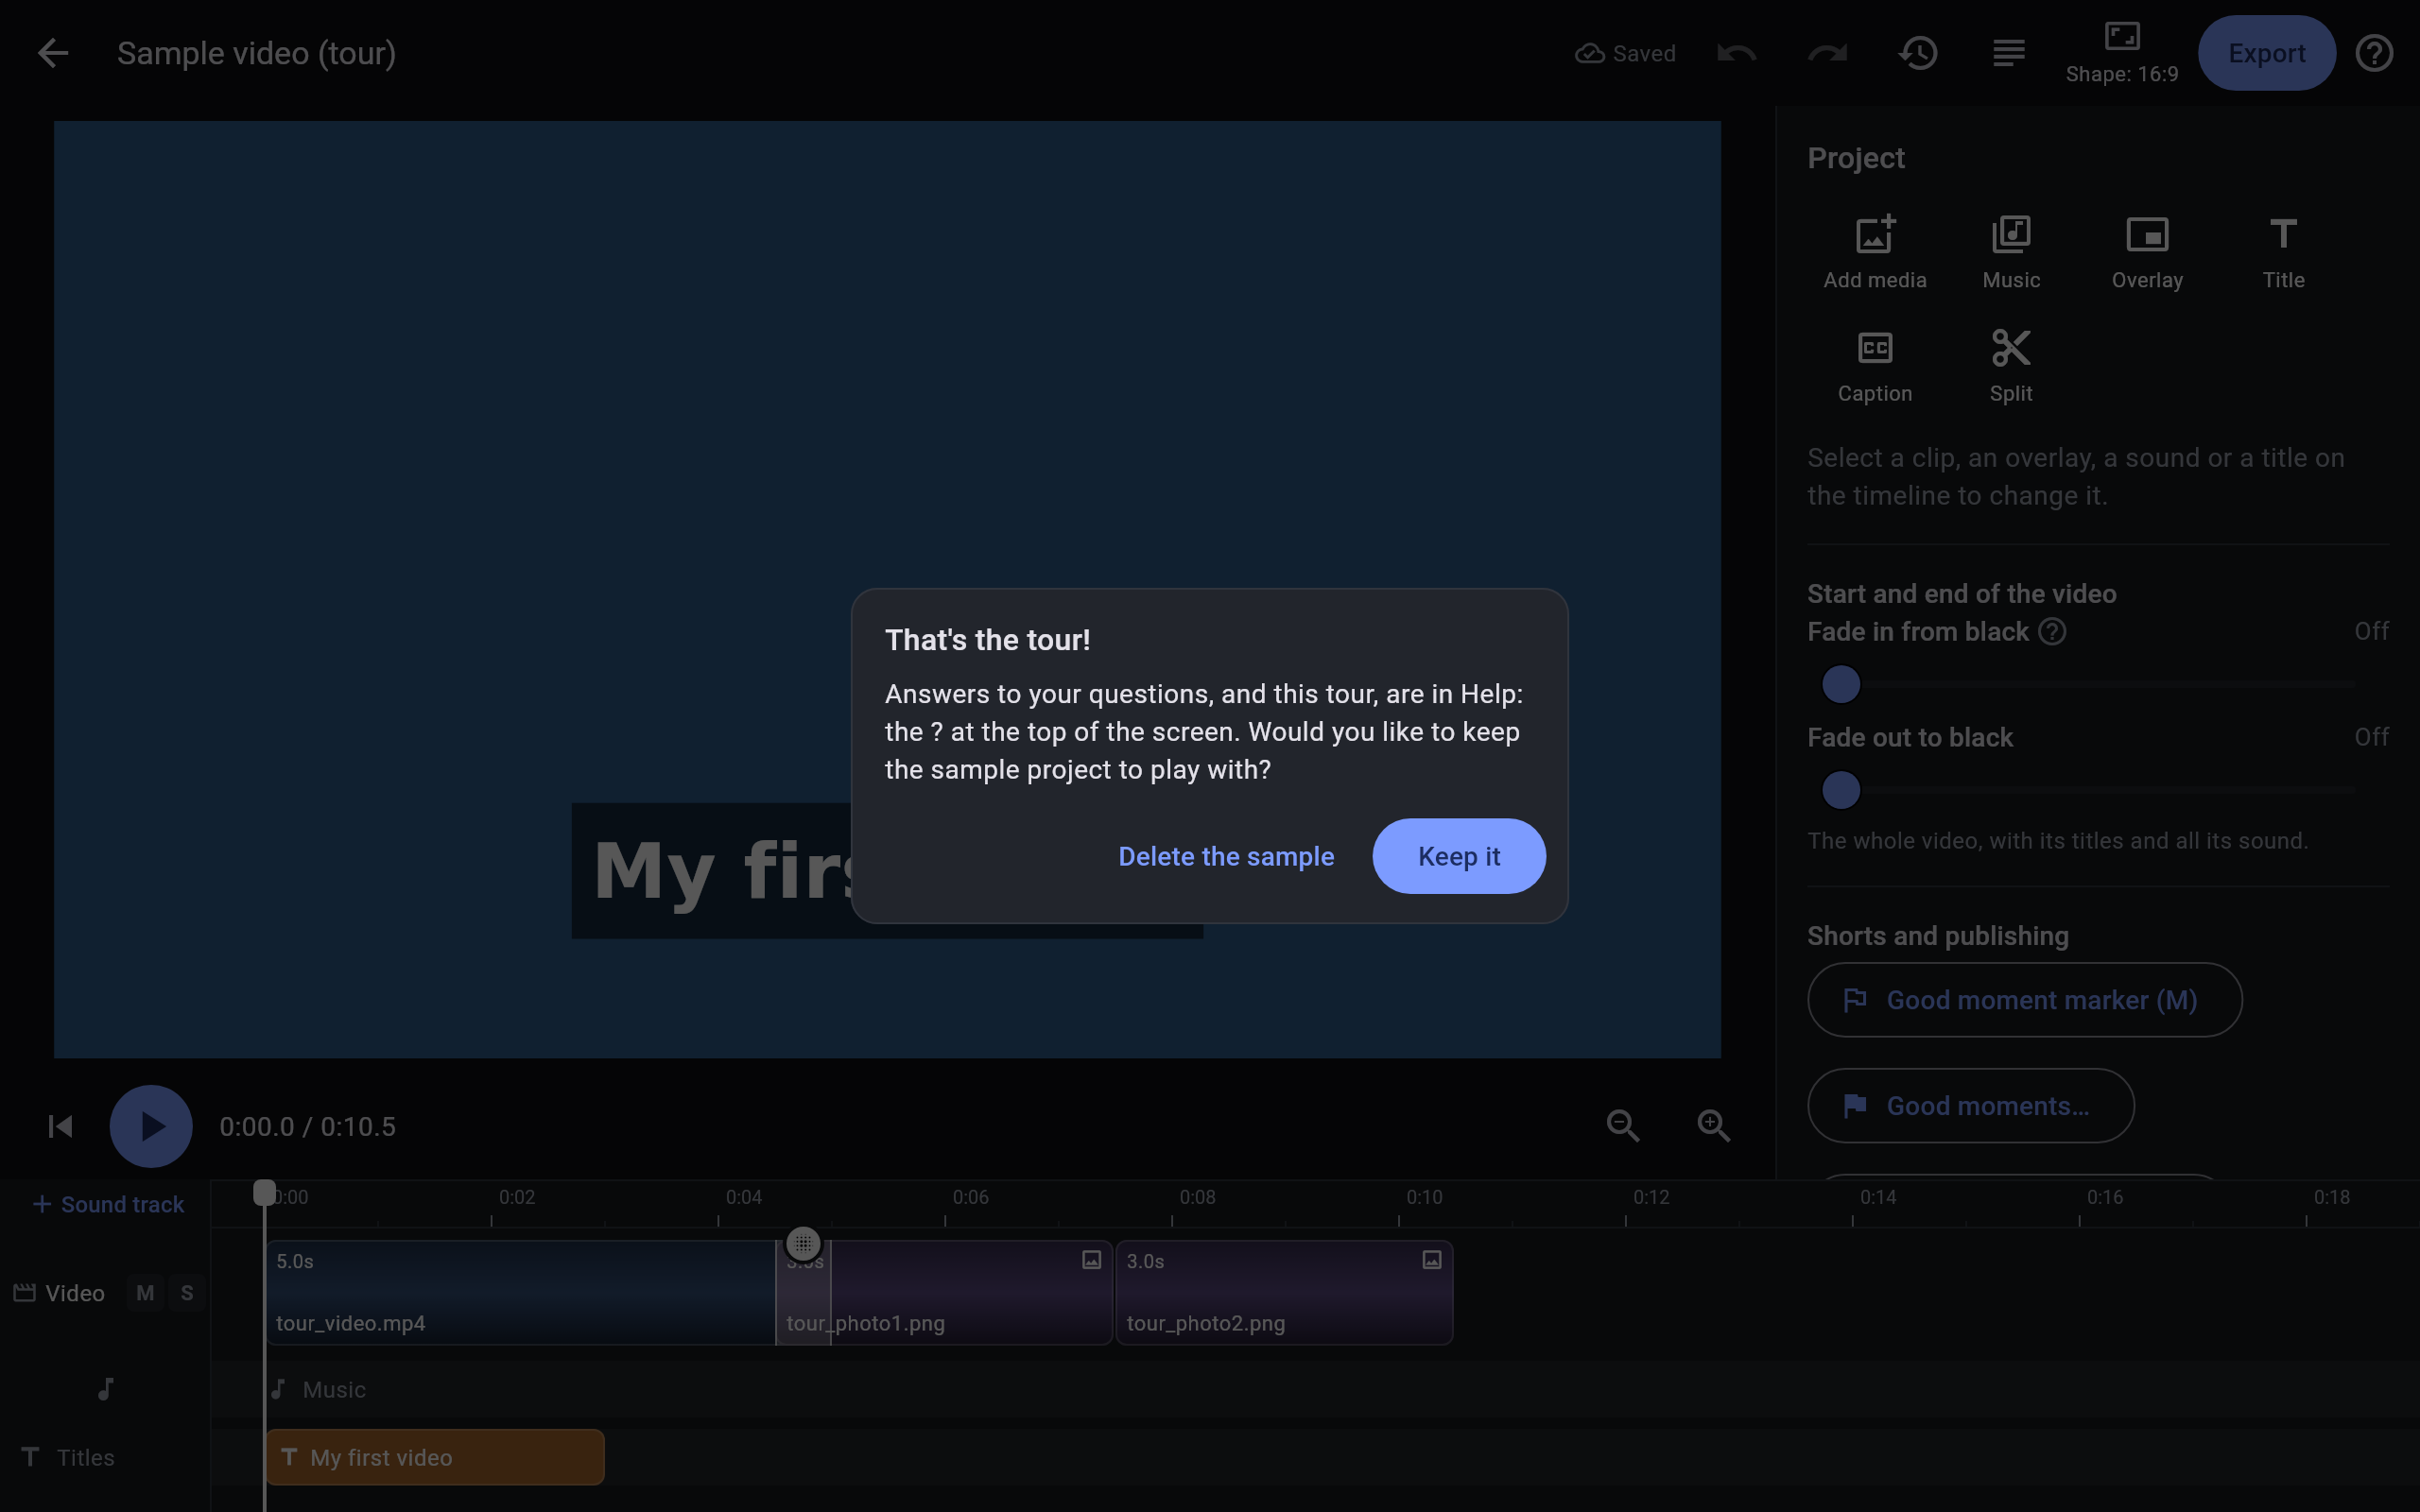 Sample video (tour)
Saved
Shape: 16:9
Export
Project
Add media
Music
Overlay
Title
Caption
Split
Select a clip, an overlay, a sound or a title on
the timeline to change it.
Start and end of the video
Fade in from black
Off
Fade out to black
Off
The whole video, with its titles and all its sound.
Shorts and publishing
Good moment marker (M)
Good moments...
That's the tour!
Answers to your questions, and this tour, are in Help:
the ? at the top of the screen. Would you like to keep
the sample project to play with?
Delete the sample
Keep it
My
0:00.0 / 0:10.5
Sound track
0:00
0:02
0:04
0:06
0:08
0:10
0:12
0:14
0:16
0:18
Video
M
S
5.0s
tour_video.mp4
3.0s
tour_photo1.png
3.0s
tour_photo2.png
Music
Titles
My first video